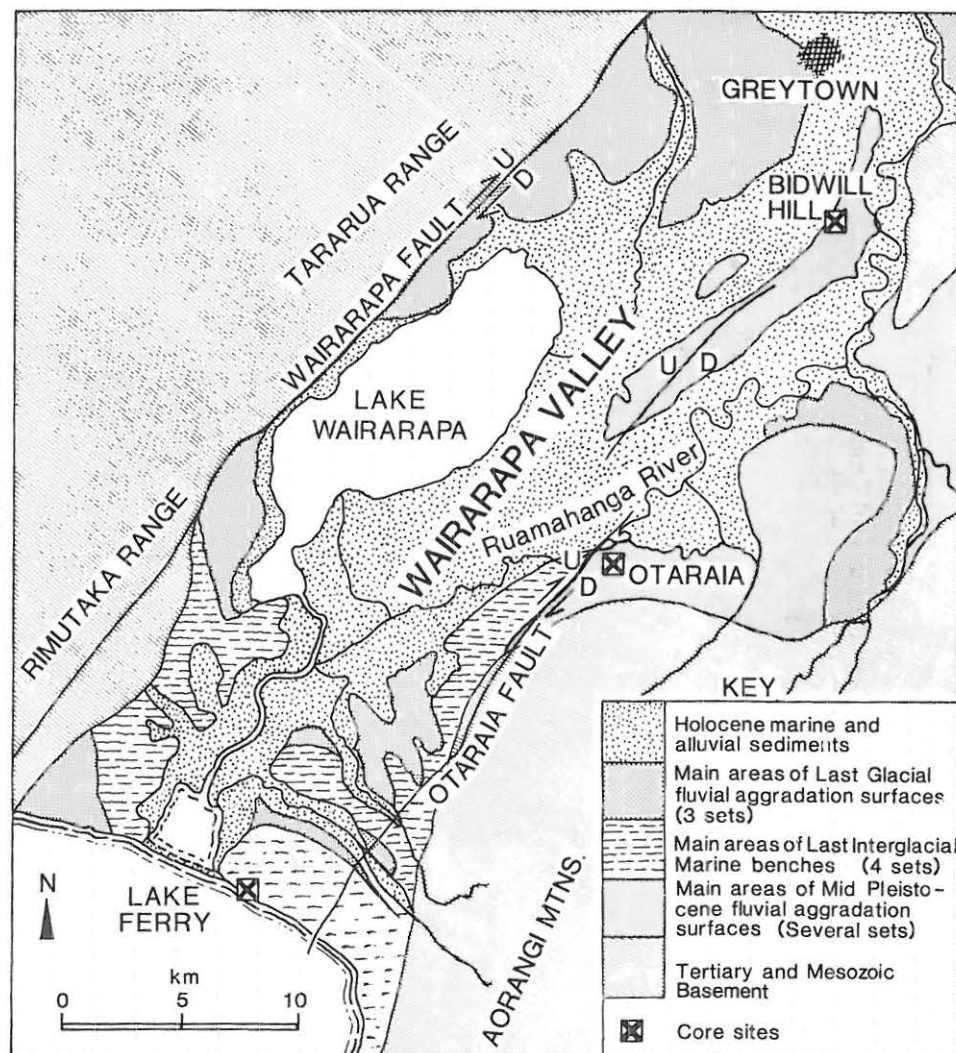 GREYTOWN
TARARUA RANGE
U
D
WAIRARAPA FAULT
BIDWILL
HILL
LAKE
WAIRARAPA
WAIRARAPA VALLEY
U D
RIMUTAKA RANGE
Ruamahanga River
U
D
OTARAIA
OTARAIA FAULT
AORANGI MTNS.
N
LAKE
FERRY
km
0 5 10
KEY
Holocene marine and
alluvial sediments
Main areas of Last Glacial
fluvial aggradation surfaces
(3 sets)
Main areas of Last Interglacial
Marine benches (4 sets)
Main areas of Mid Pleisto-
cene fluvial aggradation
surfaces (Several sets)
Tertiary and Mesozoic
Basement
Core sites